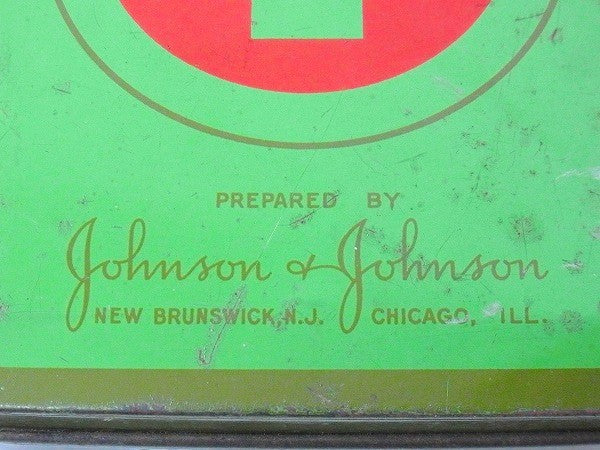 PREPARED BY
Johnson & Johnson
NEW BRUNSWICK, N.J. CHICAGO, ILL.